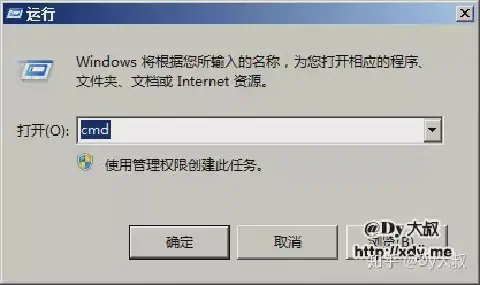 运行
Windows 将根据您所输入的名称，为您打开相应的程序、
文件夹、文档或 Internet 资源。
打开(O):
cmd
使用管理权限创建此任务。
确定
取消
浏览(B)
@Dy大叔
http://xdy.me
知乎 @Dy大叔